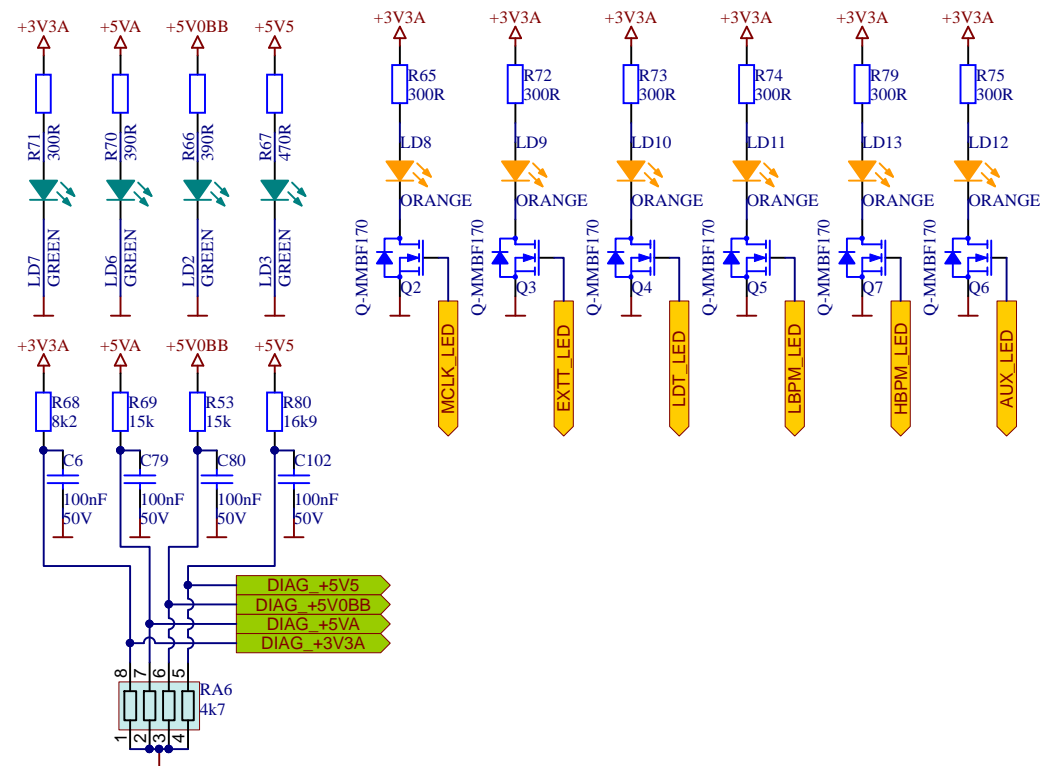 +3V3A +5VA +5V0BB +5V5
R71 300R R70 390R R66 390R R67 470R
LD7 GREEN LD6 GREEN LD2 GREEN LD3 GREEN
+3V3A +3V3A +3V3A +3V3A +3V3A +3V3A
R65 R72 R73 R74 R79 R75
300R 300R 300R 300R 300R 300R
LD8 LD9 LD10 LD11 LD13 LD12
ORANGE ORANGE ORANGE ORANGE ORANGE ORANGE
Q-MMBF170 Q-MMBF170 Q-MMBF170 Q-MMBF170 Q-MMBF170 Q-MMBF170
Q2 Q3 Q4 Q5 Q7 Q6
MCLK_LED EXTT_LED LDT_LED LBPM_LED HBPM_LED AUX_LED
+3V3A +5VA +5V0BB +5V5
R68 R69 R53 R80
8k2 15k 15k 16k9
C6 C79 C80 C102
100nF 100nF 100nF 100nF
50V 50V 50V 50V
DIAG_+5V5
DIAG_+5V0BB
DIAG_+5VA
DIAG_+3V3A
8 7 6 5
RA6
4k7
1 2 3 4